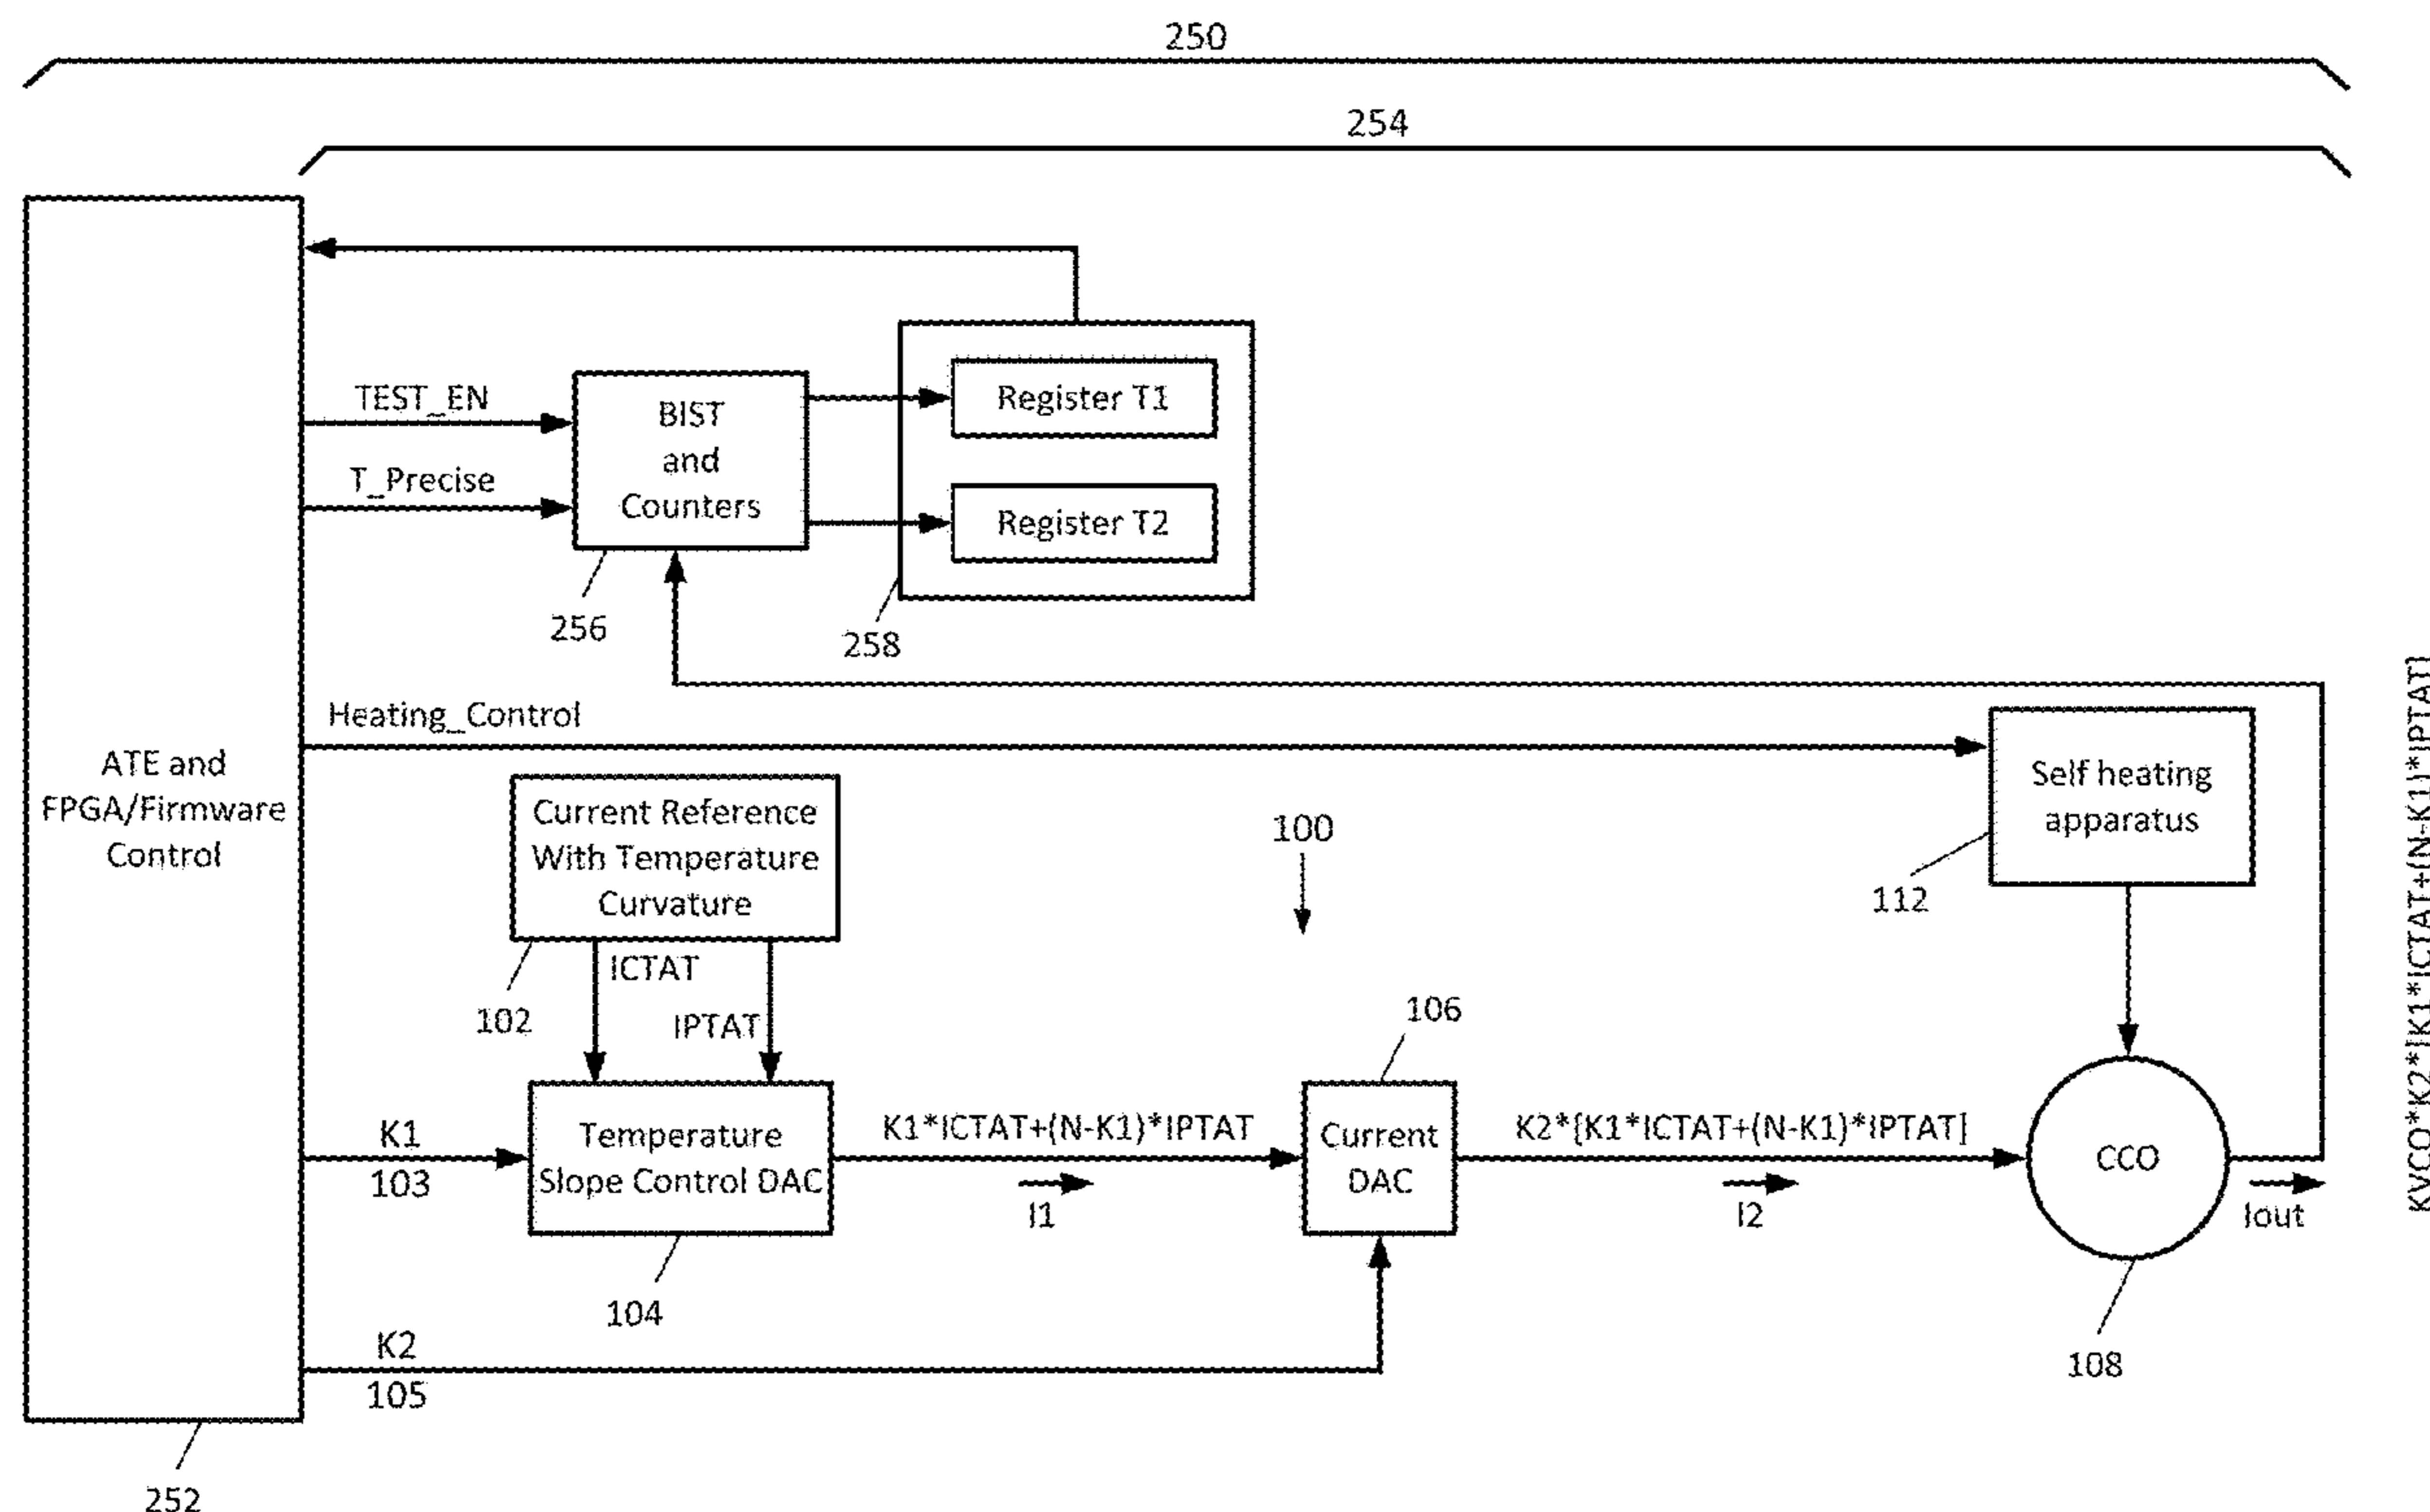 250
254
TEST_EN
T_Precise
BIST
and
Counters
Register T1
Register T2
256
258
Heating_Control
ATE and
FPGA/Firmware
Control
Current Reference
With Temperature
Curvature
100
Self heating
apparatus
112
ICTAT
IPTAT
102
106
K1
103
Temperature
Slope Control DAC
K1*ICTAT+(N-K1)*IPTAT
I1
Current
DAC
K2*[K1*ICTAT+(N-K1)*IPTAT]
I2
CCO
Iout
KVCO*K2*[K1*ICTAT+(N-K1)*IPTAT]
104
K2
105
108
252